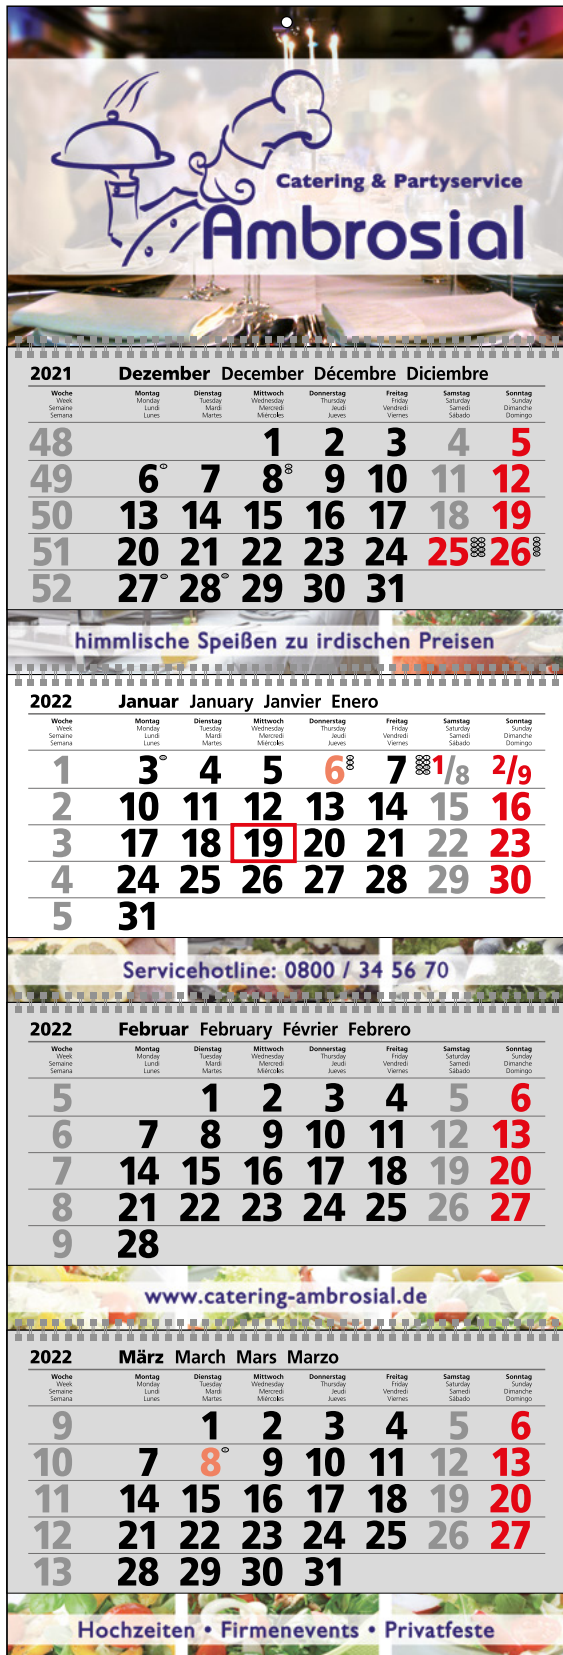 Catering & Partyservice
Ambrosial
2021 Dezember December Décembre Diciembre
Woche Montag Dienstag Mittwoch Donnerstag Freitag Samstag Sonntag
Week Monday Tuesday Wednesday Thursday Friday Saturday Sunday
Semaine Lundi Mardi Mercredi Jeudi Vendredi Samedi Dimanche
Semana Lunes Martes Miércoles Jueves Viernes Sábado Domingo
48 1 2 3 4 5
49 6 7 8 9 10 11 12
50 13 14 15 16 17 18 19
51 20 21 22 23 24 25 26
52 27 28 29 30 31
himmlische Speißen zu irdischen Preisen
2022 Januar January Janvier Enero
Woche Montag Dienstag Mittwoch Donnerstag Freitag Samstag Sonntag
Week Monday Tuesday Wednesday Thursday Friday Saturday Sunday
Semaine Lundi Mardi Mercredi Jeudi Vendredi Samedi Dimanche
Semana Lunes Martes Miércoles Jueves Viernes Sábado Domingo
1 3 4 5 6 7 1/8 2/9
2 10 11 12 13 14 15 16
3 17 18 19 20 21 22 23
4 24 25 26 27 28 29 30
5 31
Servicehotline: 0800 / 34 56 70
2022 Februar February Février Febrero
Woche Montag Dienstag Mittwoch Donnerstag Freitag Samstag Sonntag
Week Monday Tuesday Wednesday Thursday Friday Saturday Sunday
Semaine Lundi Mardi Mercredi Jeudi Vendredi Samedi Dimanche
Semana Lunes Martes Miércoles Jueves Viernes Sábado Domingo
5 1 2 3 4 5 6
6 7 8 9 10 11 12 13
7 14 15 16 17 18 19 20
8 21 22 23 24 25 26 27
9 28
www.catering-ambrosial.de
2022 März March Mars Marzo
Woche Montag Dienstag Mittwoch Donnerstag Freitag Samstag Sonntag
Week Monday Tuesday Wednesday Thursday Friday Saturday Sunday
Semaine Lundi Mardi Mercredi Jeudi Vendredi Samedi Dimanche
Semana Lunes Martes Miércoles Jueves Viernes Sábado Domingo
9 1 2 3 4 5 6
10 7 8 9 10 11 12 13
11 14 15 16 17 18 19 20
12 21 22 23 24 25 26 27
13 28 29 30 31
Hochzeiten • Firmenevents • Privatfeste